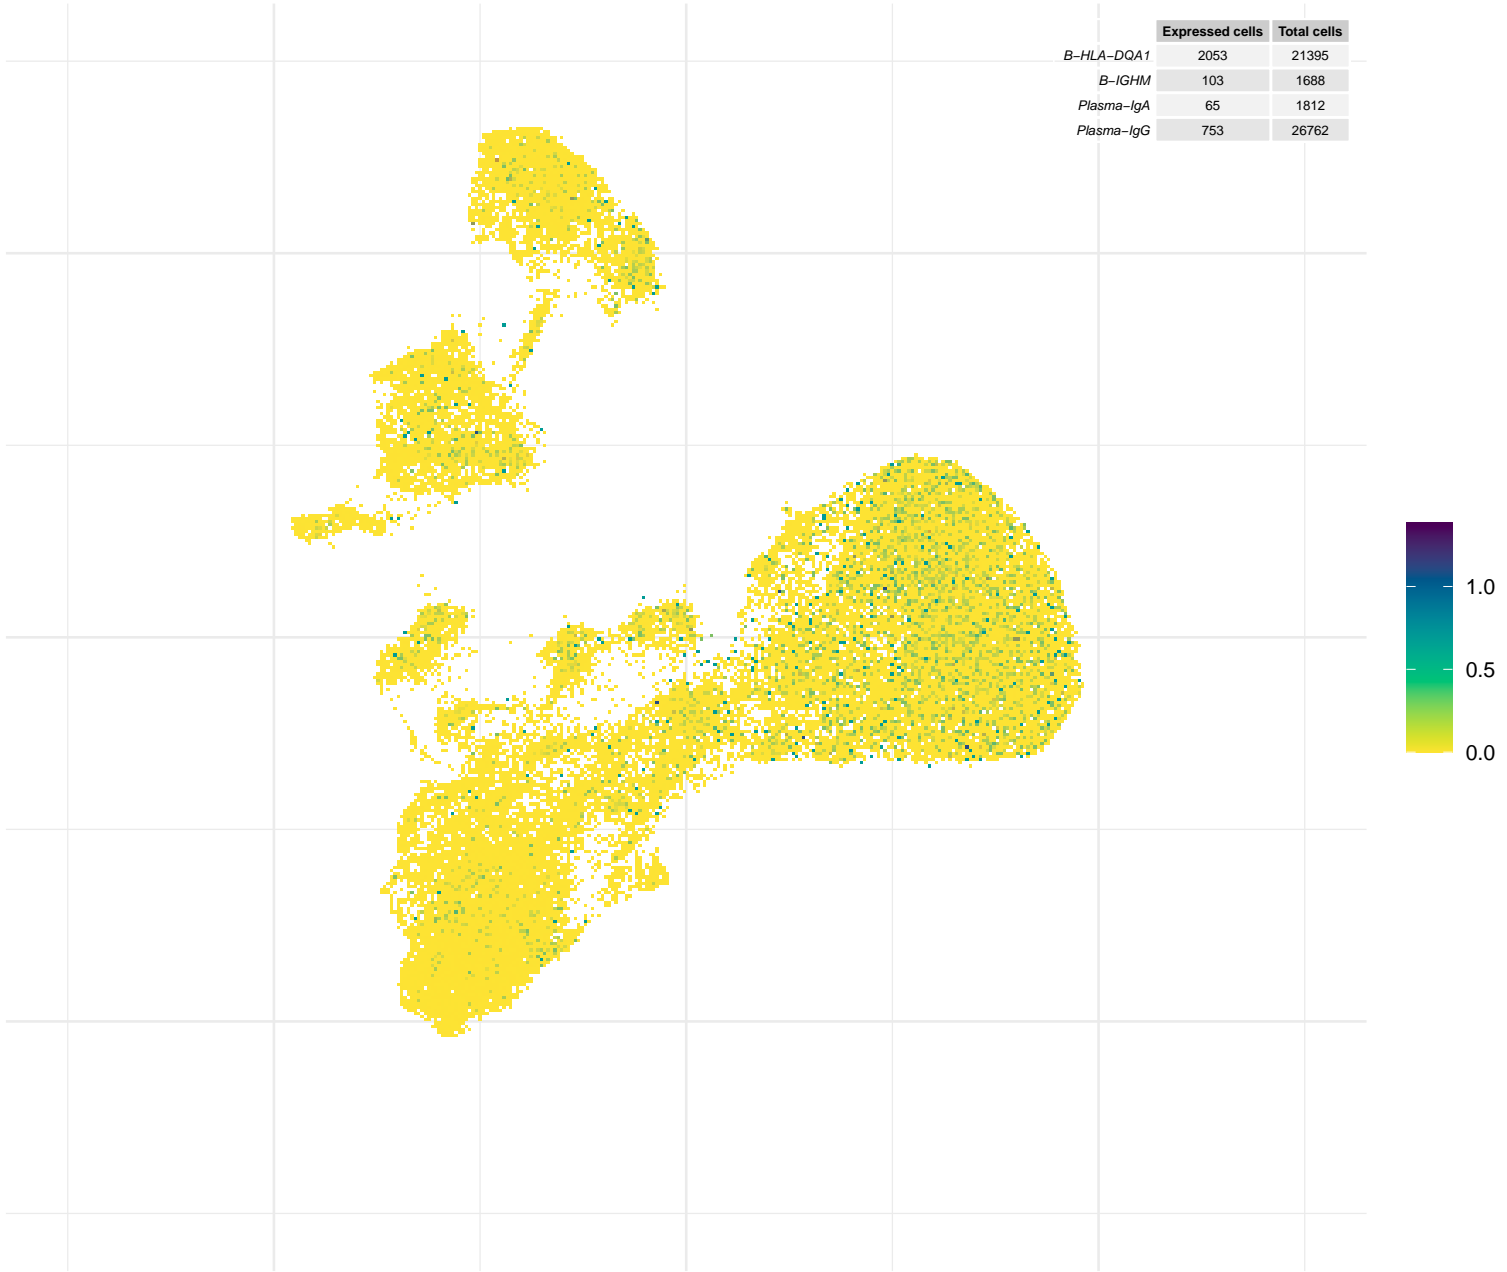 Expressed cells Total cells
B−HLA−DQA1 2053 21395
B−IGHM 103 1688
Plasma−IgA 65 1812
Plasma−IgG 753 26762
1.0
0.5
0.0